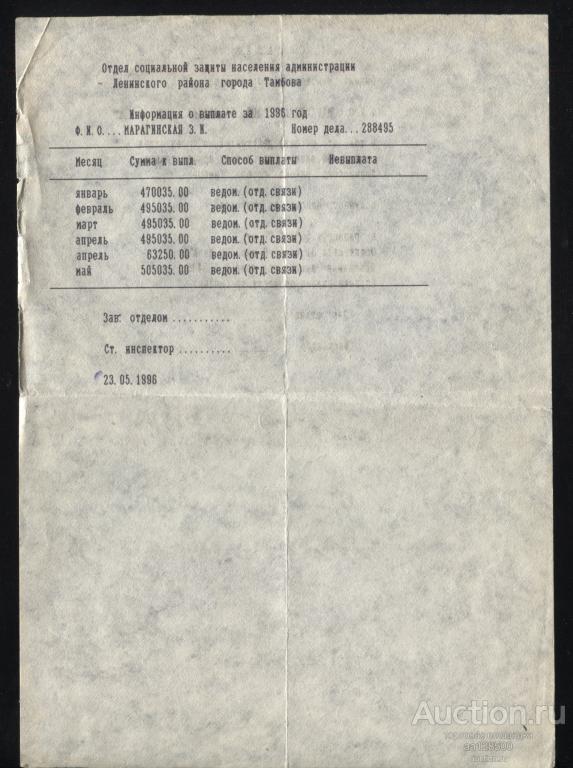 Отдел социальной защиты населения администрации
- Ленинского района города Тамбова
Информация о выплате за 1996 год
Ф.И.О....МАРАГИНСКАЯ З.И. Номер дела...288495
Месяц Сумма к выпл. Способ выплаты Невыплата
январь 470035.00 ведом.(отд.связи)
февраль 495035.00 ведом.(отд.связи)
март 495035.00 ведом.(отд.связи)
апрель 495035.00 ведом.(отд.связи)
апрель 63250.00 ведом.(отд.связи)
май 505035.00 ведом.(отд.связи)
Зав. отделом ...........
Ст. инспектор ..........
23.05.1996
Auction.ru